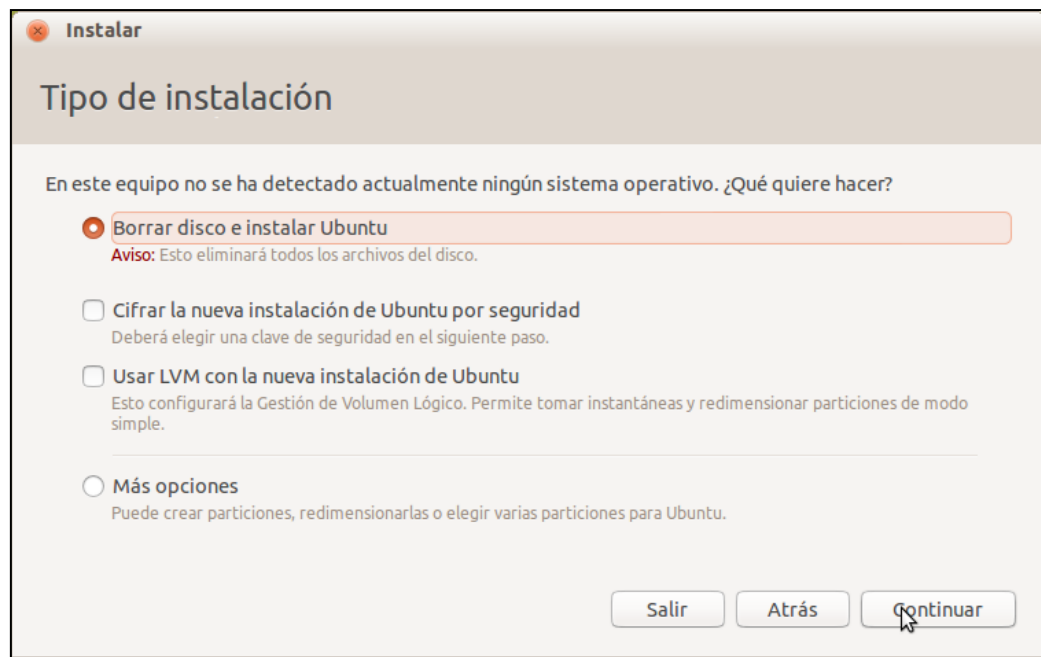 Instalar
Tipo de instalación
En este equipo no se ha detectado actualmente ningún sistema operativo. ¿Qué quiere hacer?
Borrar disco e instalar Ubuntu
Aviso: Esto eliminará todos los archivos del disco.
Cifrar la nueva instalación de Ubuntu por seguridad
Deberá elegir una clave de seguridad en el siguiente paso.
Usar LVM con la nueva instalación de Ubuntu
Esto configurará la Gestión de Volumen Lógico. Permite tomar instantáneas y redimensionar particiones de modo
simple.
Más opciones
Puede crear particiones, redimensionarlas o elegir varias particiones para Ubuntu.
Salir Atrás Continuar